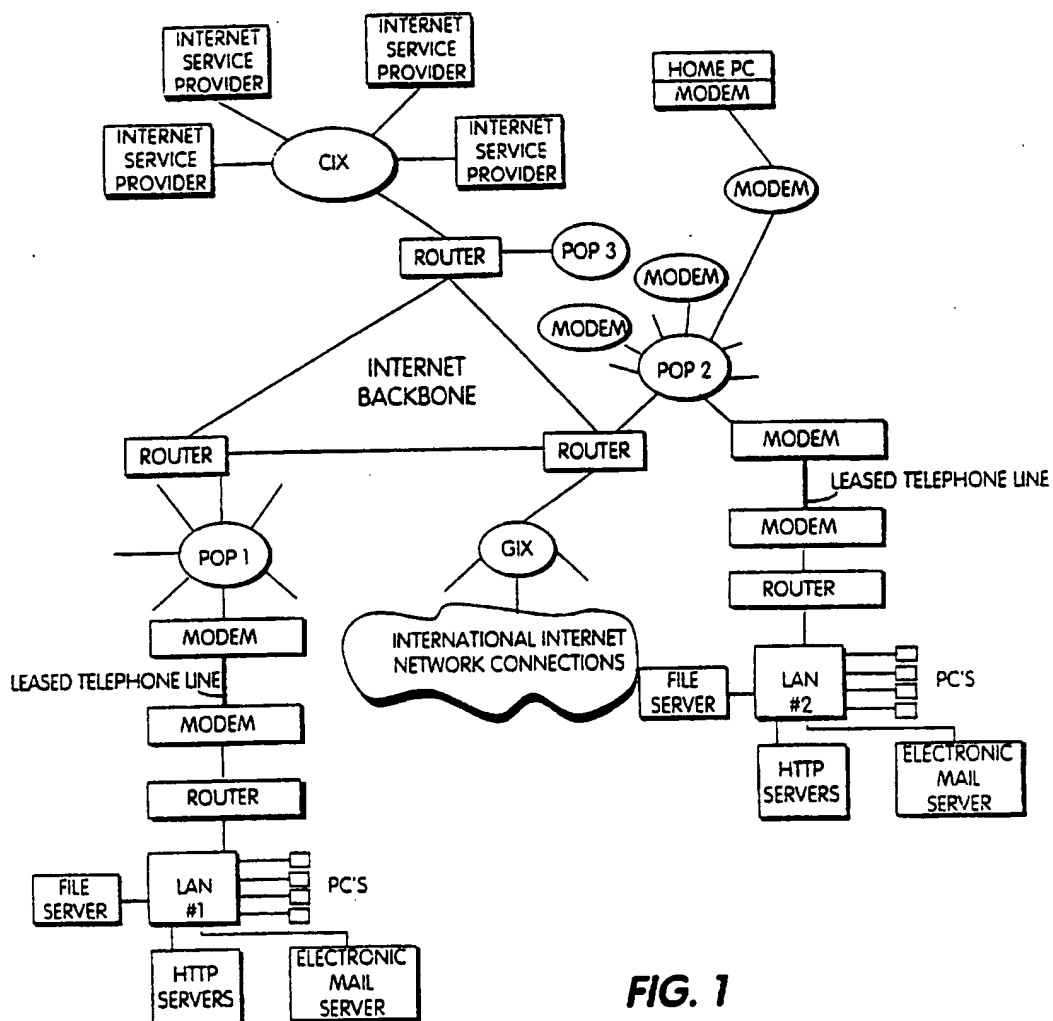 INTERNET
SERVICE
PROVIDER
INTERNET
SERVICE
PROVIDER
HOME PC
MODEM
INTERNET
SERVICE
PROVIDER
CIX
INTERNET
SERVICE
PROVIDER
MODEM
ROUTER
POP 3
MODEM
MODEM
POP 2
INTERNET
BACKBONE
ROUTER
ROUTER
MODEM
LEASED TELEPHONE LINE
MODEM
POP 1
GIX
ROUTER
MODEM
INTERNATIONAL INTERNET
NETWORK CONNECTIONS
LEASED TELEPHONE LINE
FILE
SERVER
LAN
#2
PC'S
MODEM
HTTP
SERVERS
ELECTRONIC
MAIL
SERVER
ROUTER
FILE
SERVER
LAN
#1
PC'S
HTTP
SERVERS
ELECTRONIC
MAIL
SERVER
FIG. 1